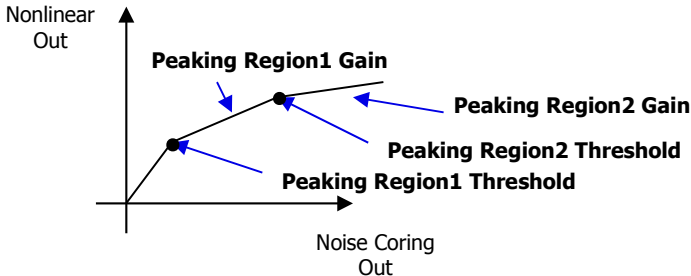 Nonlinear
Out
Peaking Region1 Gain
Peaking Region2 Gain
Peaking Region2 Threshold
Peaking Region1 Threshold
Noise Coring
Out